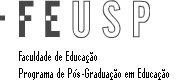 FEUSP
Faculdade de Educação
Programa de Pós-Graduação em Educação